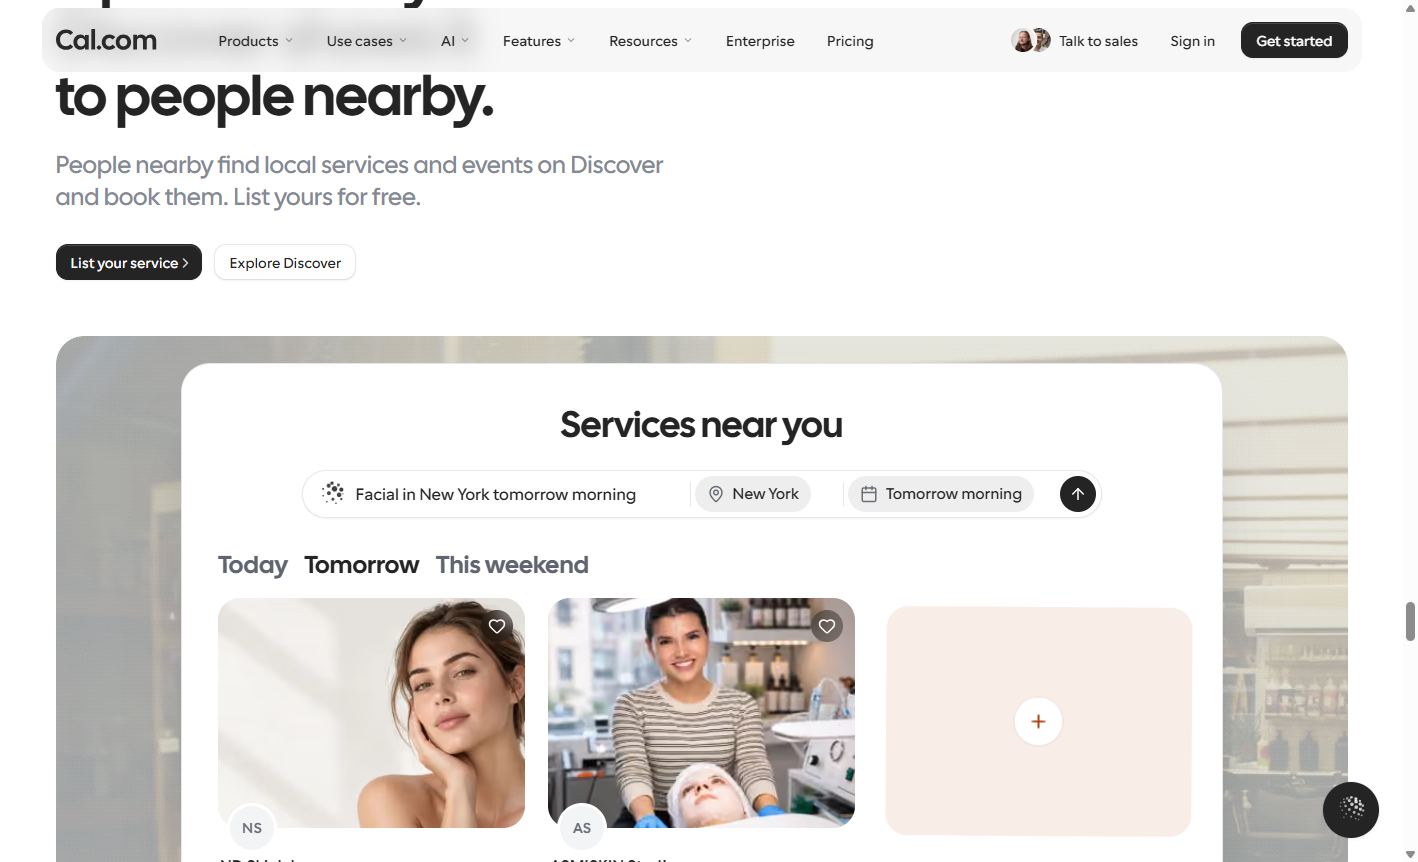 Cal.com
Products
Use cases
AI
Features
Resources
Enterprise
Pricing
Talk to sales
Sign in
Get started
to people nearby.
People nearby find local services and events on Discover
and book them. List yours for free.
List your service
Explore Discover
Services near you
Facial in New York tomorrow morning
New York
Tomorrow morning
Today
Tomorrow
This weekend
NS
AS